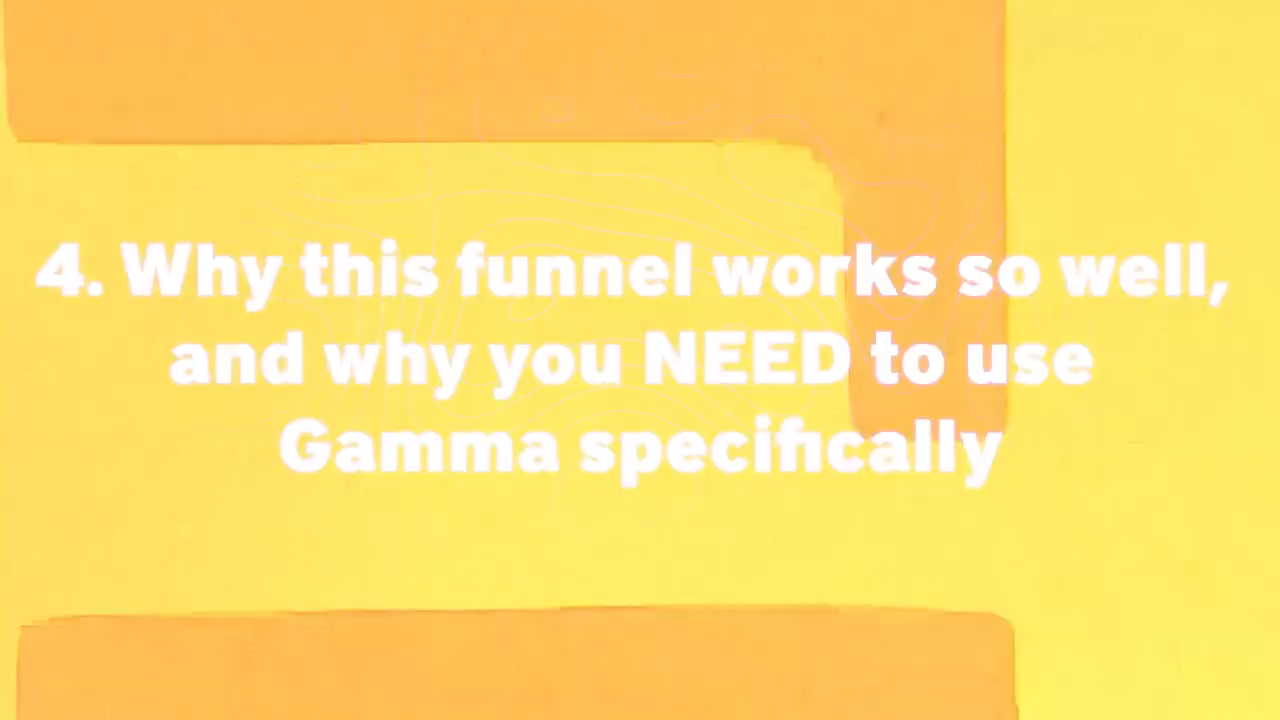 4. Why this funnel works so well,
and why you NEED to use
Gamma specifically